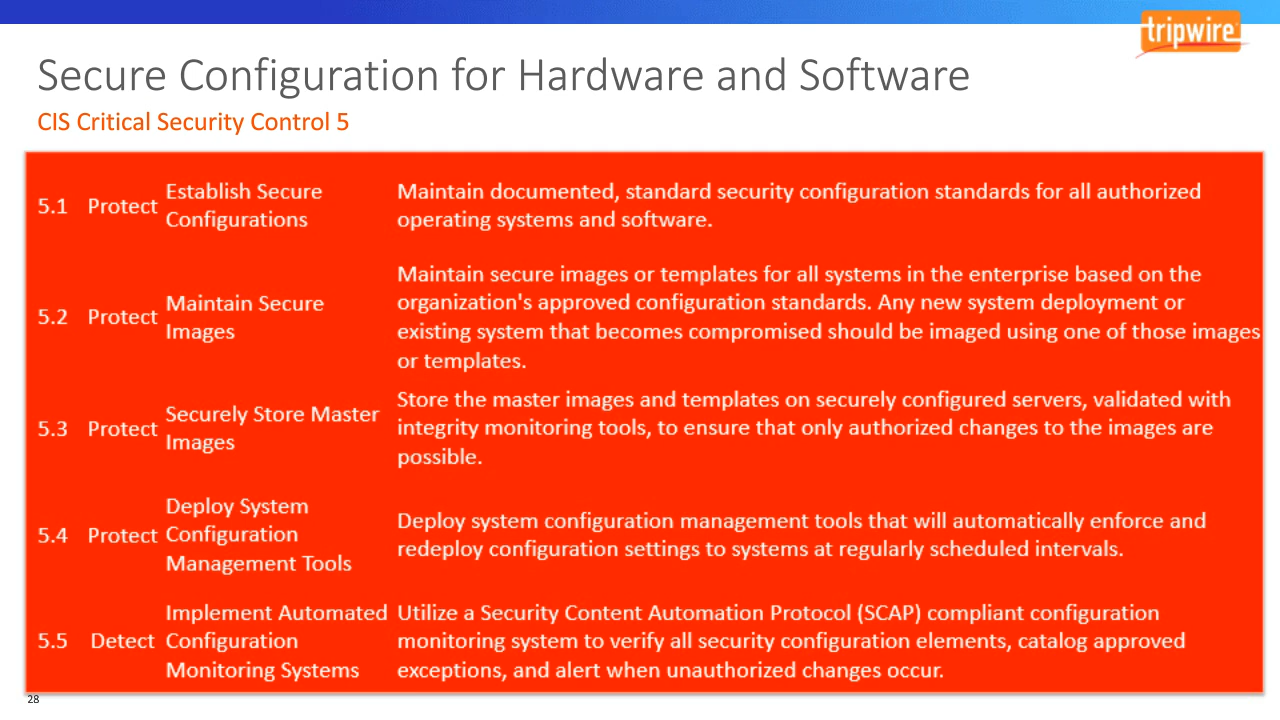 tripwire
Secure Configuration for Hardware and Software
CIS Critical Security Control 5
5.1 Protect Establish Secure Configurations
Maintain documented, standard security configuration standards for all authorized
operating systems and software.
5.2 Protect Maintain Secure Images
Maintain secure images or templates for all systems in the enterprise based on the
organization's approved configuration standards. Any new system deployment or
existing system that becomes compromised should be imaged using one of those images
or templates.
5.3 Protect Securely Store Master Images
Store the master images and templates on securely configured servers, validated with
integrity monitoring tools, to ensure that only authorized changes to the images are
possible.
5.4 Protect Deploy System Configuration Management Tools
Deploy system configuration management tools that will automatically enforce and
redeploy configuration settings to systems at regularly scheduled intervals.
5.5 Detect Implement Automated Configuration Monitoring Systems
Utilize a Security Content Automation Protocol (SCAP) compliant configuration
monitoring system to verify all security configuration elements, catalog approved
exceptions, and alert when unauthorized changes occur.
28